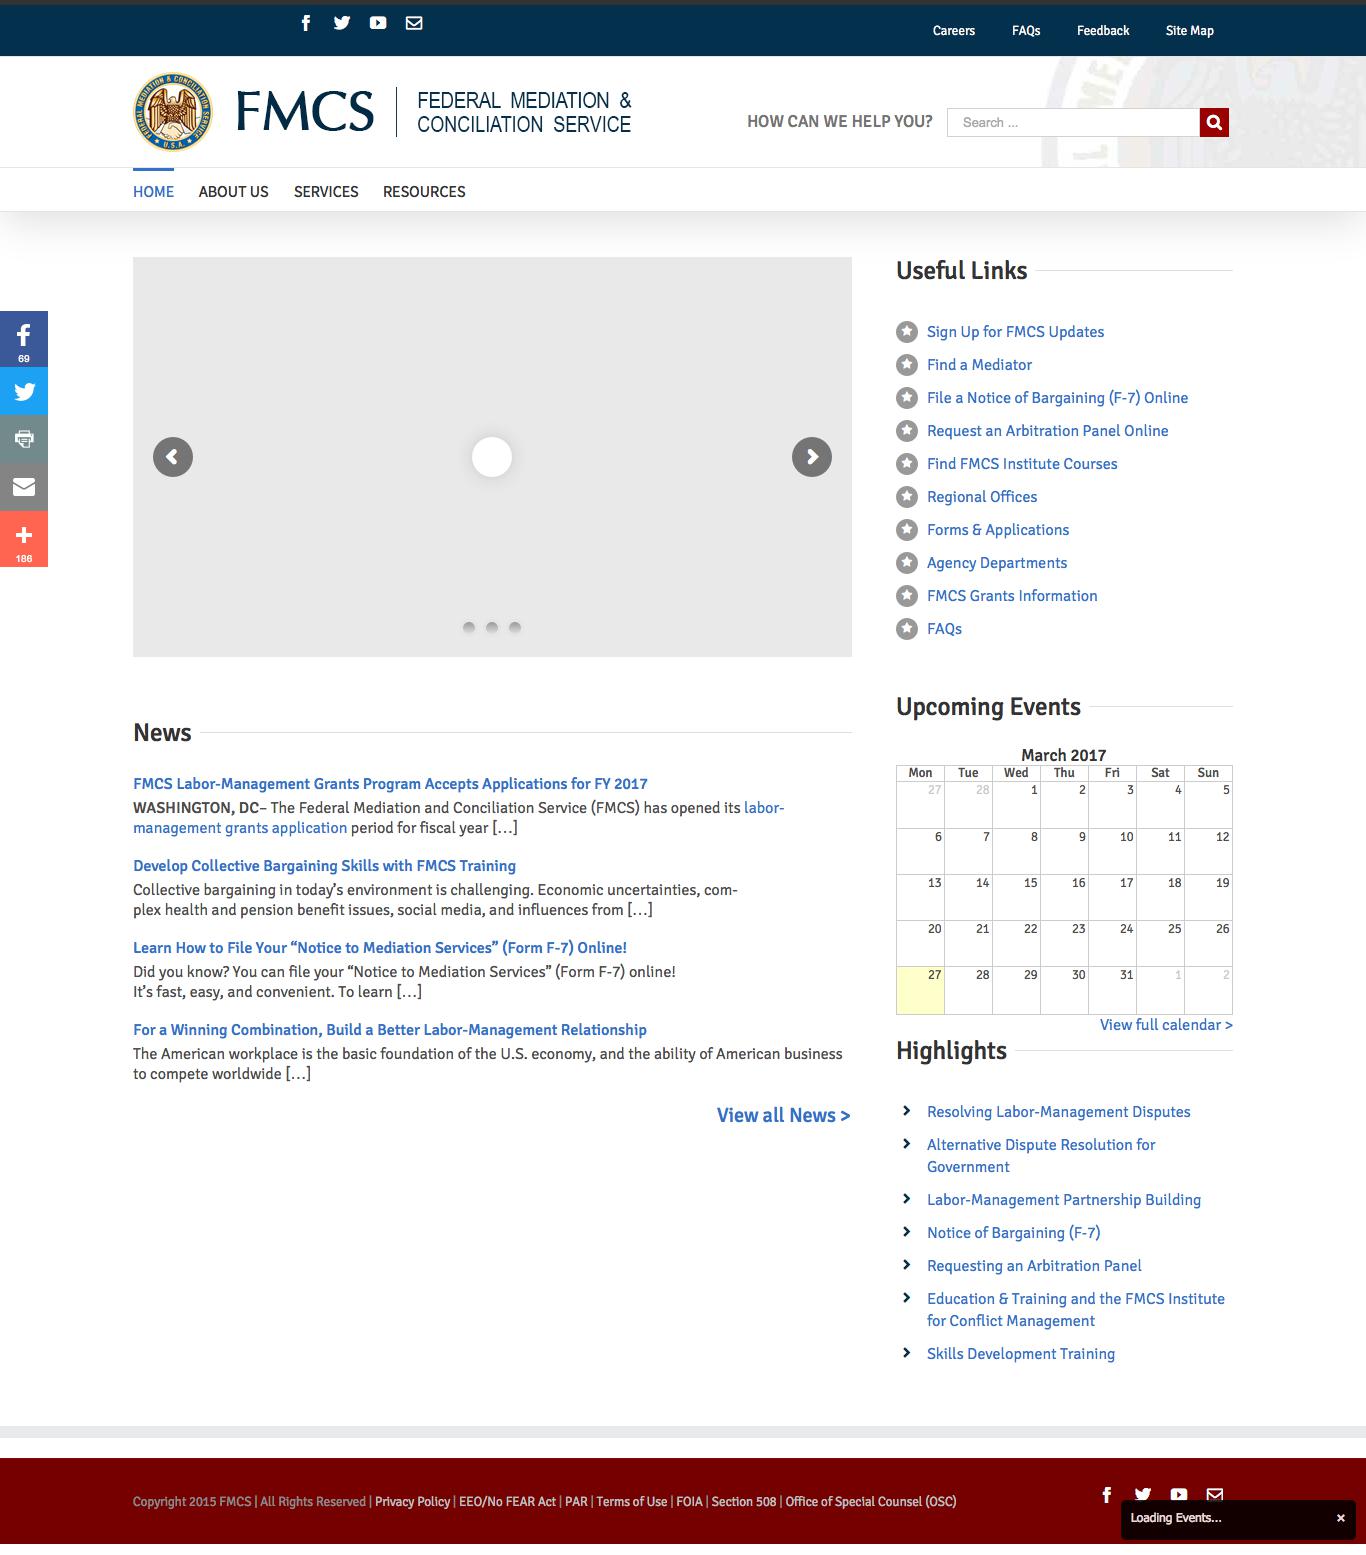 Careers FAQs Feedback Site Map
FMCS
FEDERAL MEDIATION &
CONCILIATION SERVICE
HOW CAN WE HELP YOU?
Search ...
HOME ABOUT US SERVICES RESOURCES
69
186
Useful Links
Sign Up for FMCS Updates
Find a Mediator
File a Notice of Bargaining (F-7) Online
Request an Arbitration Panel Online
Find FMCS Institute Courses
Regional Offices
Forms & Applications
Agency Departments
FMCS Grants Information
FAQs
News
FMCS Labor-Management Grants Program Accepts Applications for FY 2017
WASHINGTON, DC– The Federal Mediation and Conciliation Service (FMCS) has opened its labor-
management grants application period for fiscal year […]
Develop Collective Bargaining Skills with FMCS Training
Collective bargaining in today’s environment is challenging. Economic uncertainties, com-
plex health and pension benefit issues, social media, and influences from […]
Learn How to File Your “Notice to Mediation Services” (Form F-7) Online!
Did you know? You can file your “Notice to Mediation Services” (Form F-7) online!
It’s fast, easy, and convenient. To learn […]
For a Winning Combination, Build a Better Labor-Management Relationship
The American workplace is the basic foundation of the U.S. economy, and the ability of American business
to compete worldwide […]
View all News >
Upcoming Events
March 2017
Mon Tue Wed Thu Fri Sat Sun
27 28 1 2 3 4 5
6 7 8 9 10 11 12
13 14 15 16 17 18 19
20 21 22 23 24 25 26
27 28 29 30 31 1 2
View full calendar >
Highlights
Resolving Labor-Management Disputes
Alternative Dispute Resolution for
Government
Labor-Management Partnership Building
Notice of Bargaining (F-7)
Requesting an Arbitration Panel
Education & Training and the FMCS Institute
for Conflict Management
Skills Development Training
Copyright 2015 FMCS | All Rights Reserved | Privacy Policy | EEO/No FEAR Act | PAR | Terms of Use | FOIA | Section 508 | Office of Special Counsel (OSC)
Loading Events...